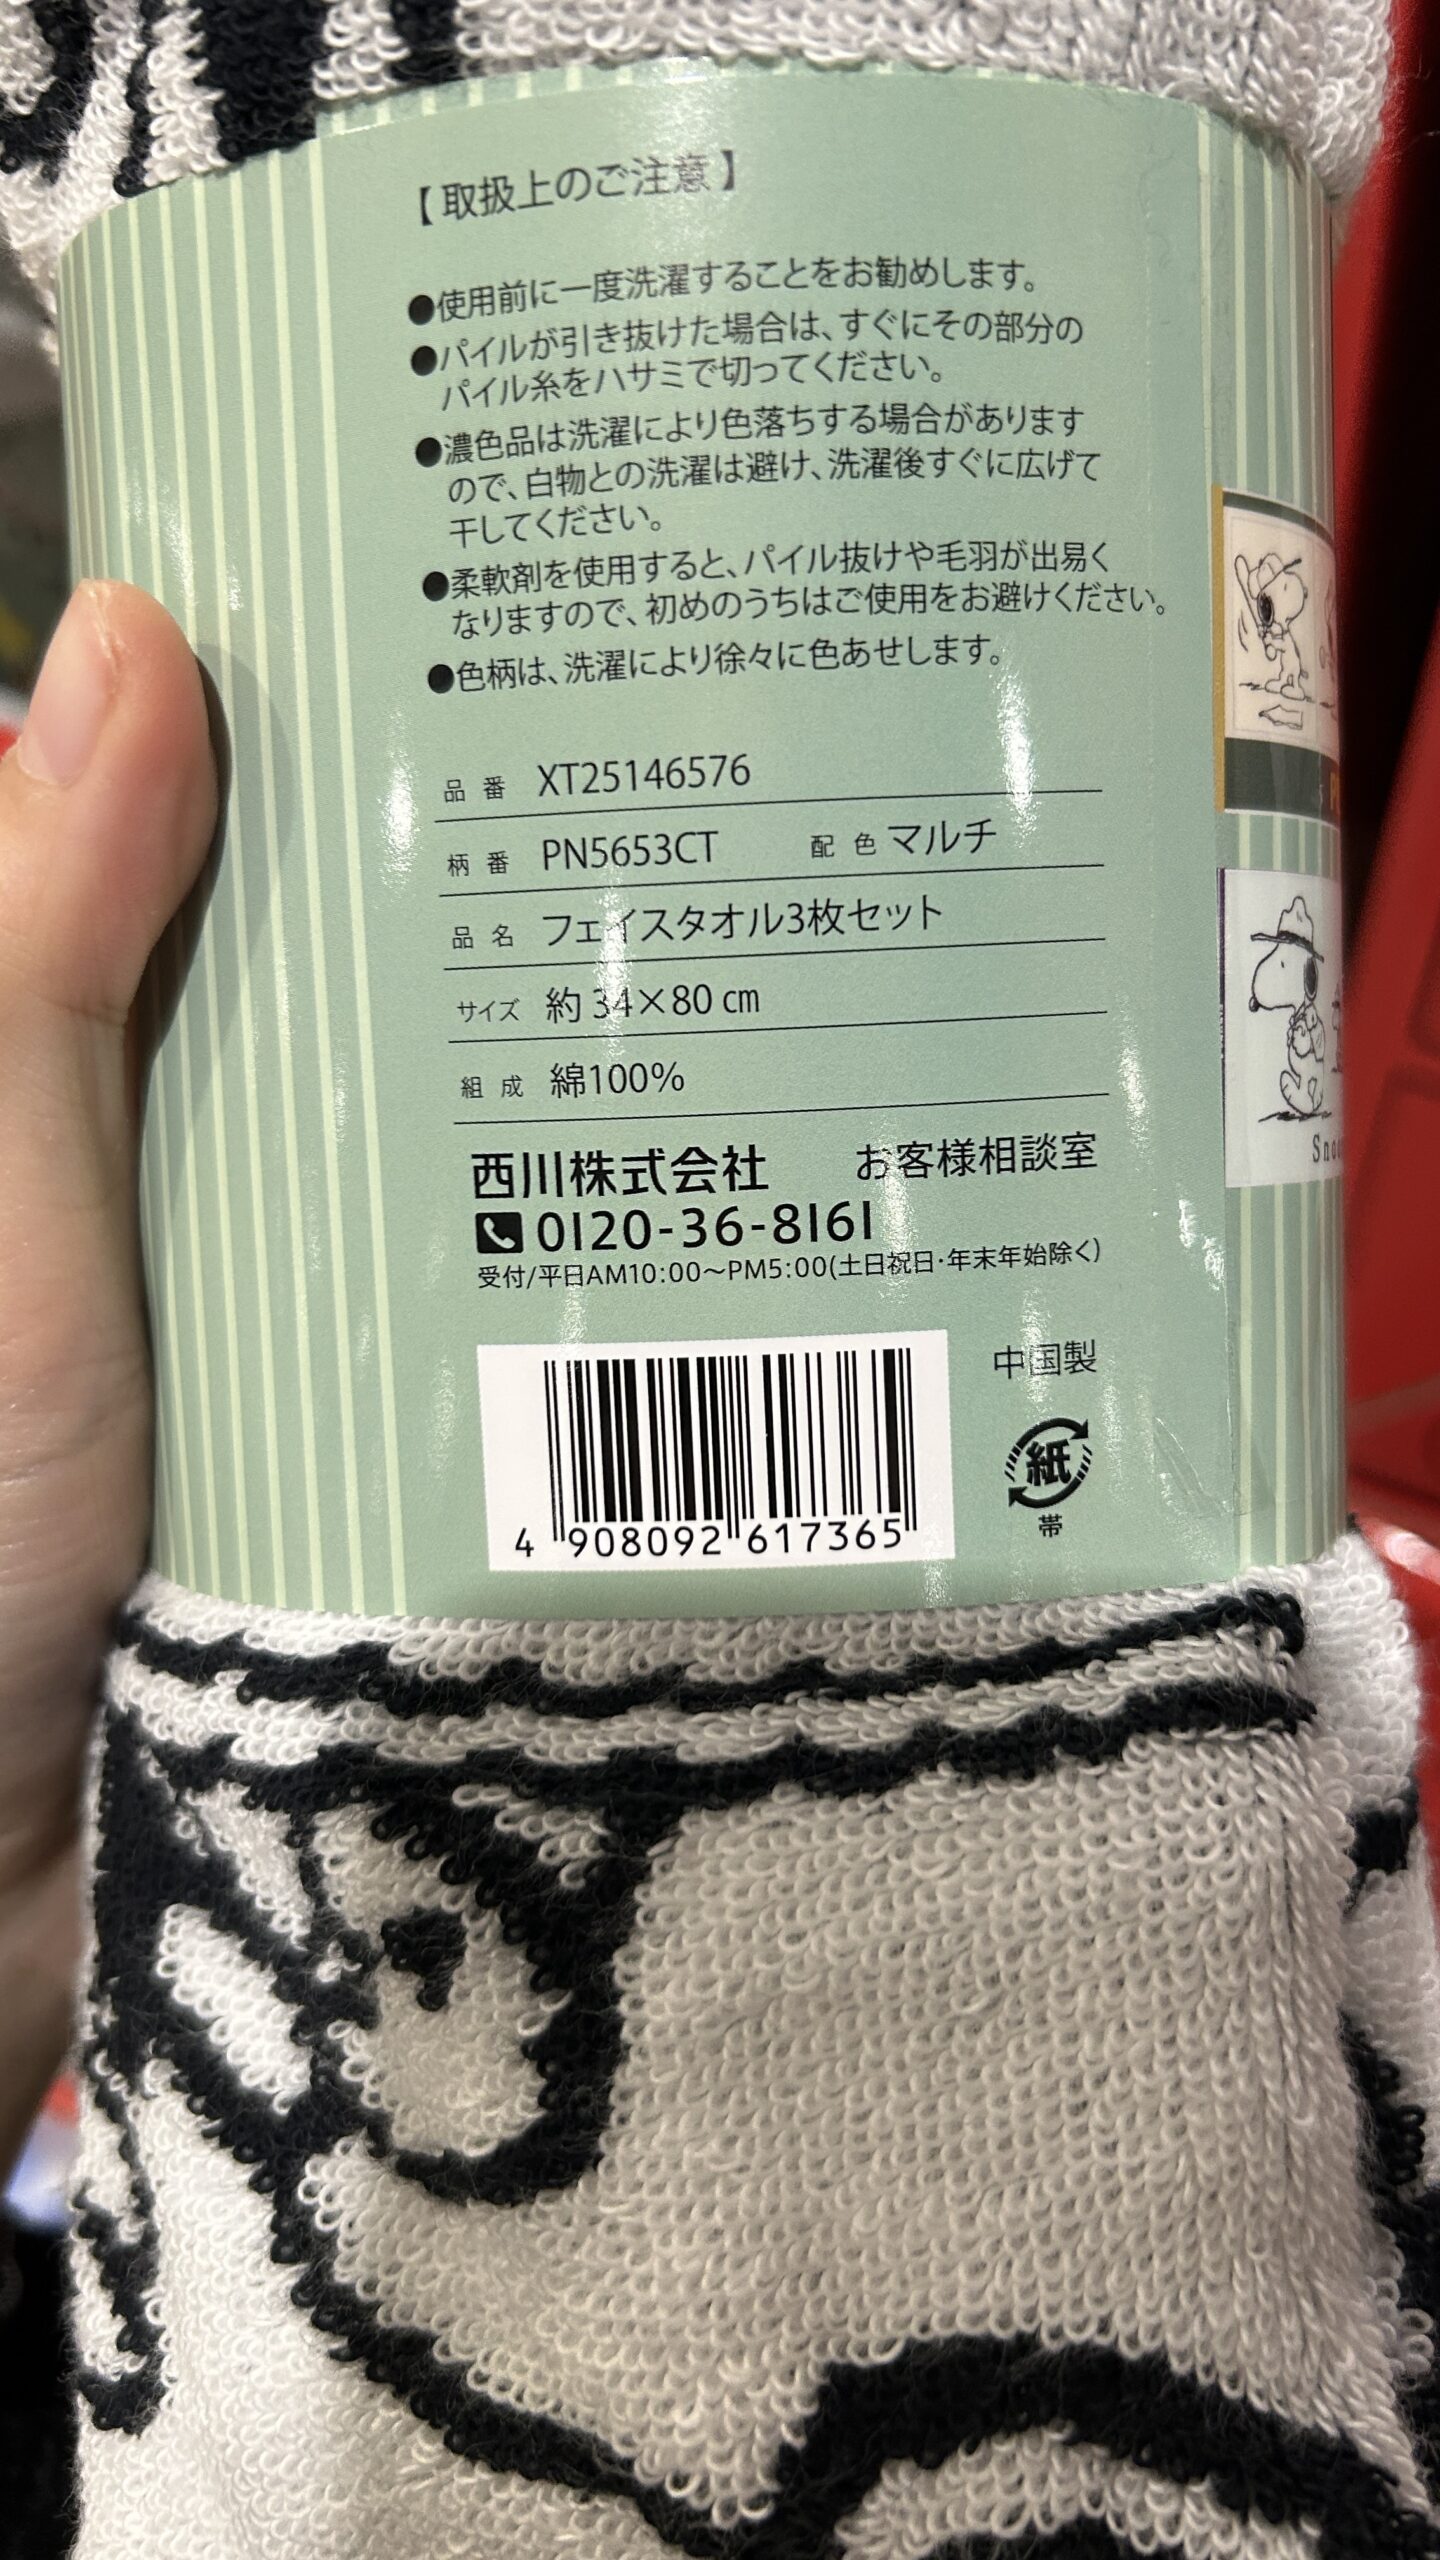 【取扱上のご注意】
●使用前に一度洗濯することをお勧めします。
●パイルが引き抜けた場合は、すぐにその部分の
パイル糸をハサミで切ってください。
●濃色品は洗濯により色落ちする場合があります
ので、白物との洗濯は避け、洗濯後すぐに広げて
干してください。
●柔軟剤を使用すると、パイル抜けや毛羽が出易く
なりますので、初めのうちはご使用をお避けください。
●色柄は、洗濯により徐々に色あせします。
品番 XT25146576
柄番 PN5653CT 配色 マルチ
品名 フェイスタオル3枚セット
サイズ 約34×80㎝
組成 綿100%
西川株式会社 お客様相談室
0120-36-8161
受付/平日AM10:00〜PM5:00(土日祝日・年末年始除く)
中国製
紙
帯
4 908092 617365